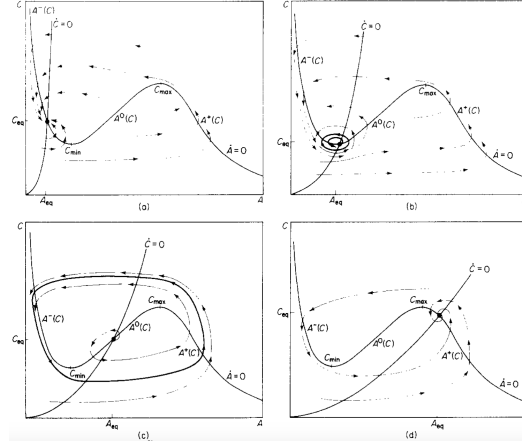 C
A⁻(C)
Ċ=0
C_max
C_eq
A⁰(C)
A⁺(C)
C_min
Ȧ=0
A_eq
(a)
C
Ċ=0
A⁻(C)
C_max
C_eq
A⁰(C)
A⁺(C)
C_min
Ȧ=0
A_eq
(b)
C
Ċ=0
A⁻(C)
C_max
C_eq
A⁰(C)
A⁺(C)
C_min
Ȧ=0
A_eq
A
(c)
Ċ=0
C_max
C_eq
A⁻(C)
A⁰(C)
A⁺(C)
C_min
Ȧ=0
A_eq
(d)